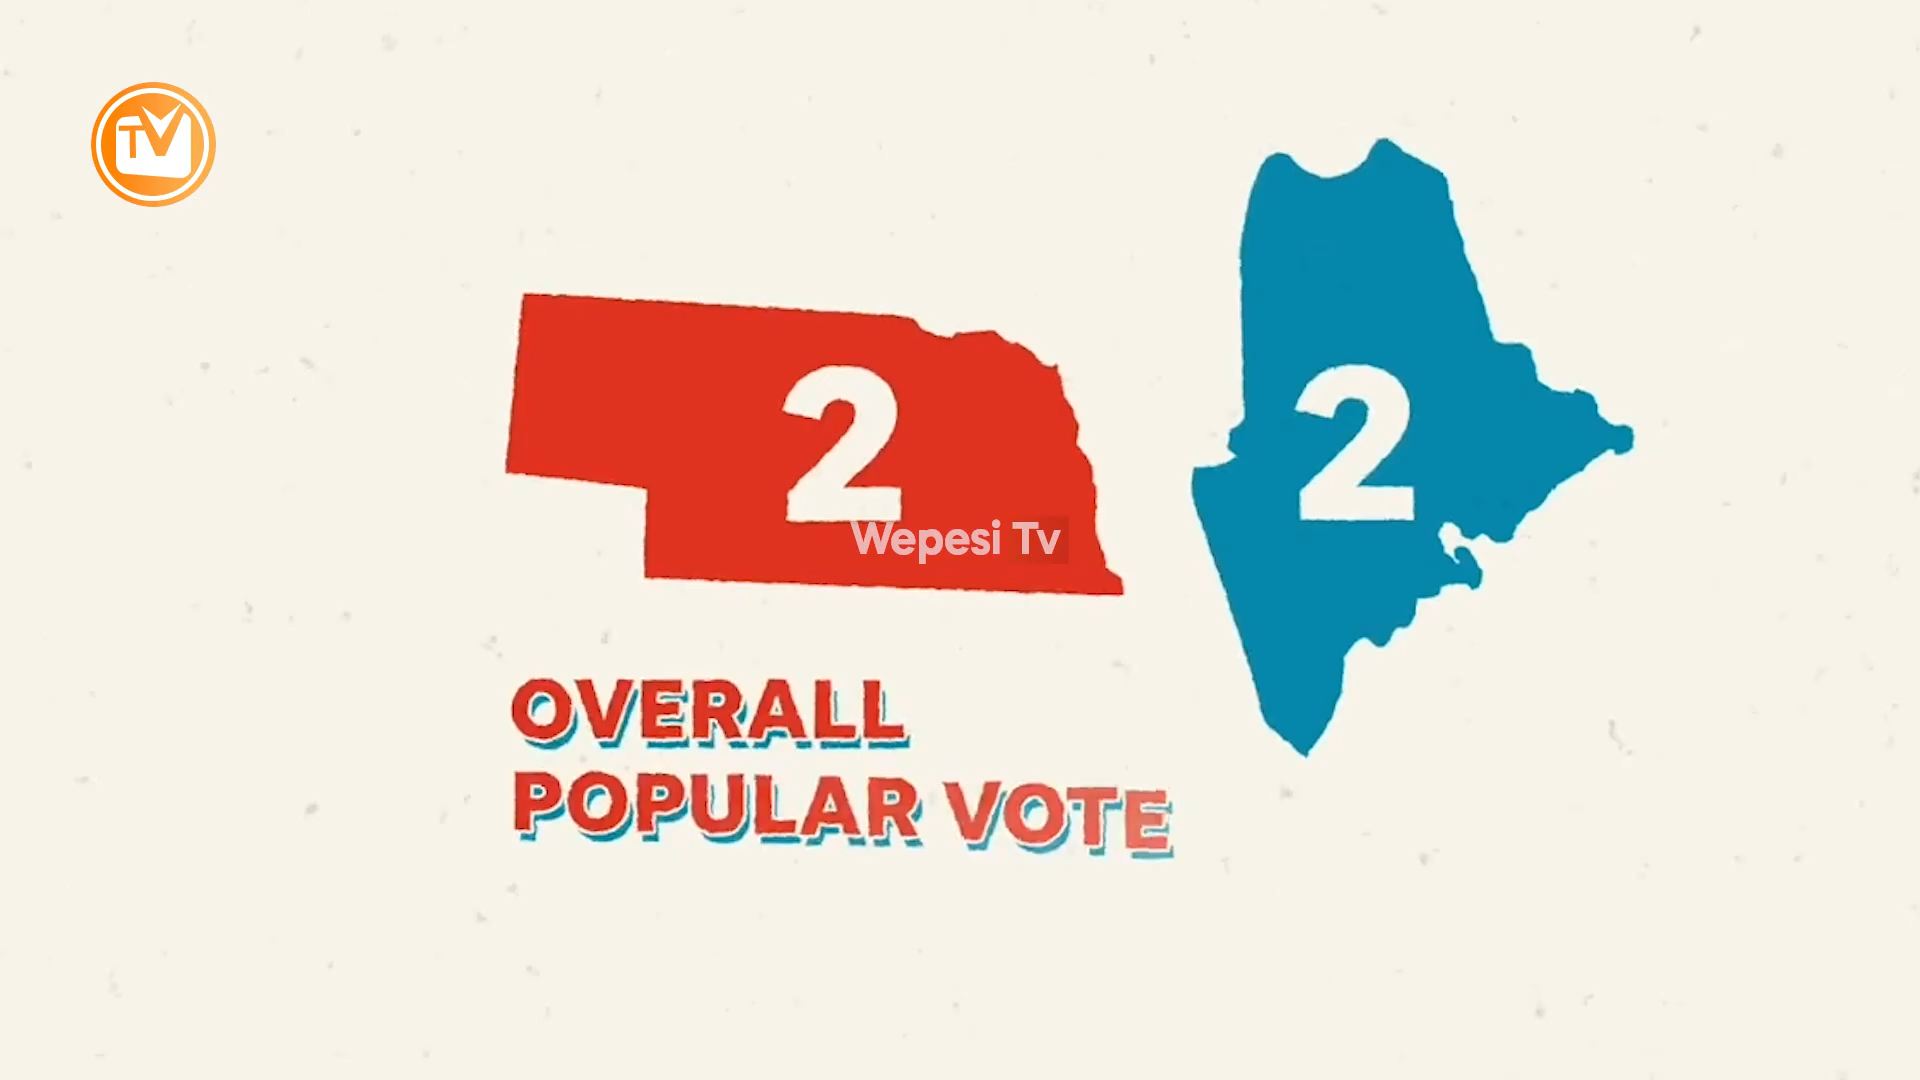 TV
2
2
Wepesi Tv
OVERALL
POPULAR VOTE